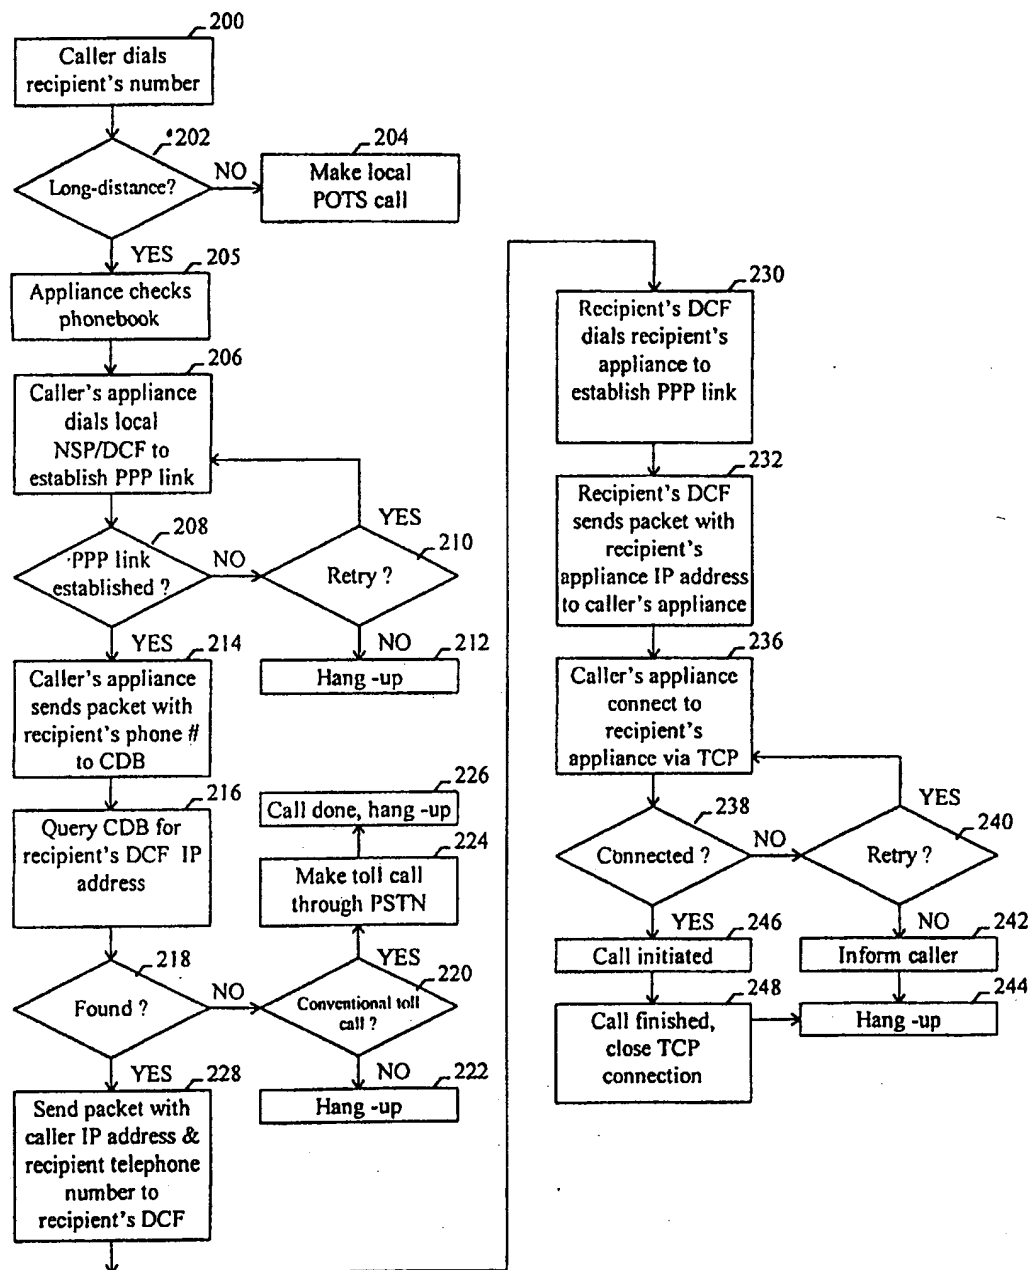 200
Caller dials
recipient's number
202
Long-distance?
NO
204
Make local
POTS call
YES
205
Appliance checks
phonebook
206
Caller's appliance
dials local
NSP/DCF to
establish PPP link
208
PPP link
established ?
NO
YES
210
Retry ?
NO
212
Hang -up
YES
214
Caller's appliance
sends packet with
recipient's phone #
to CDB
216
Query CDB for
recipient's DCF IP
address
226
Call done, hang -up
224
Make toll call
through PSTN
218
Found ?
NO
YES
220
Conventional toll
call ?
NO
222
Hang -up
YES
228
Send packet with
caller IP address &
recipient telephone
number to
recipient's DCF
230
Recipient's DCF
dials recipient's
appliance to
establish PPP link
232
Recipient's DCF
sends packet with
recipient's
appliance IP address
to caller's appliance
236
Caller's appliance
connect to
recipient's
appliance via TCP
238
Connected ?
NO
YES
240
Retry ?
YES
246
Call initiated
NO
242
Inform caller
248
Call finished,
close TCP
connection
244
Hang -up